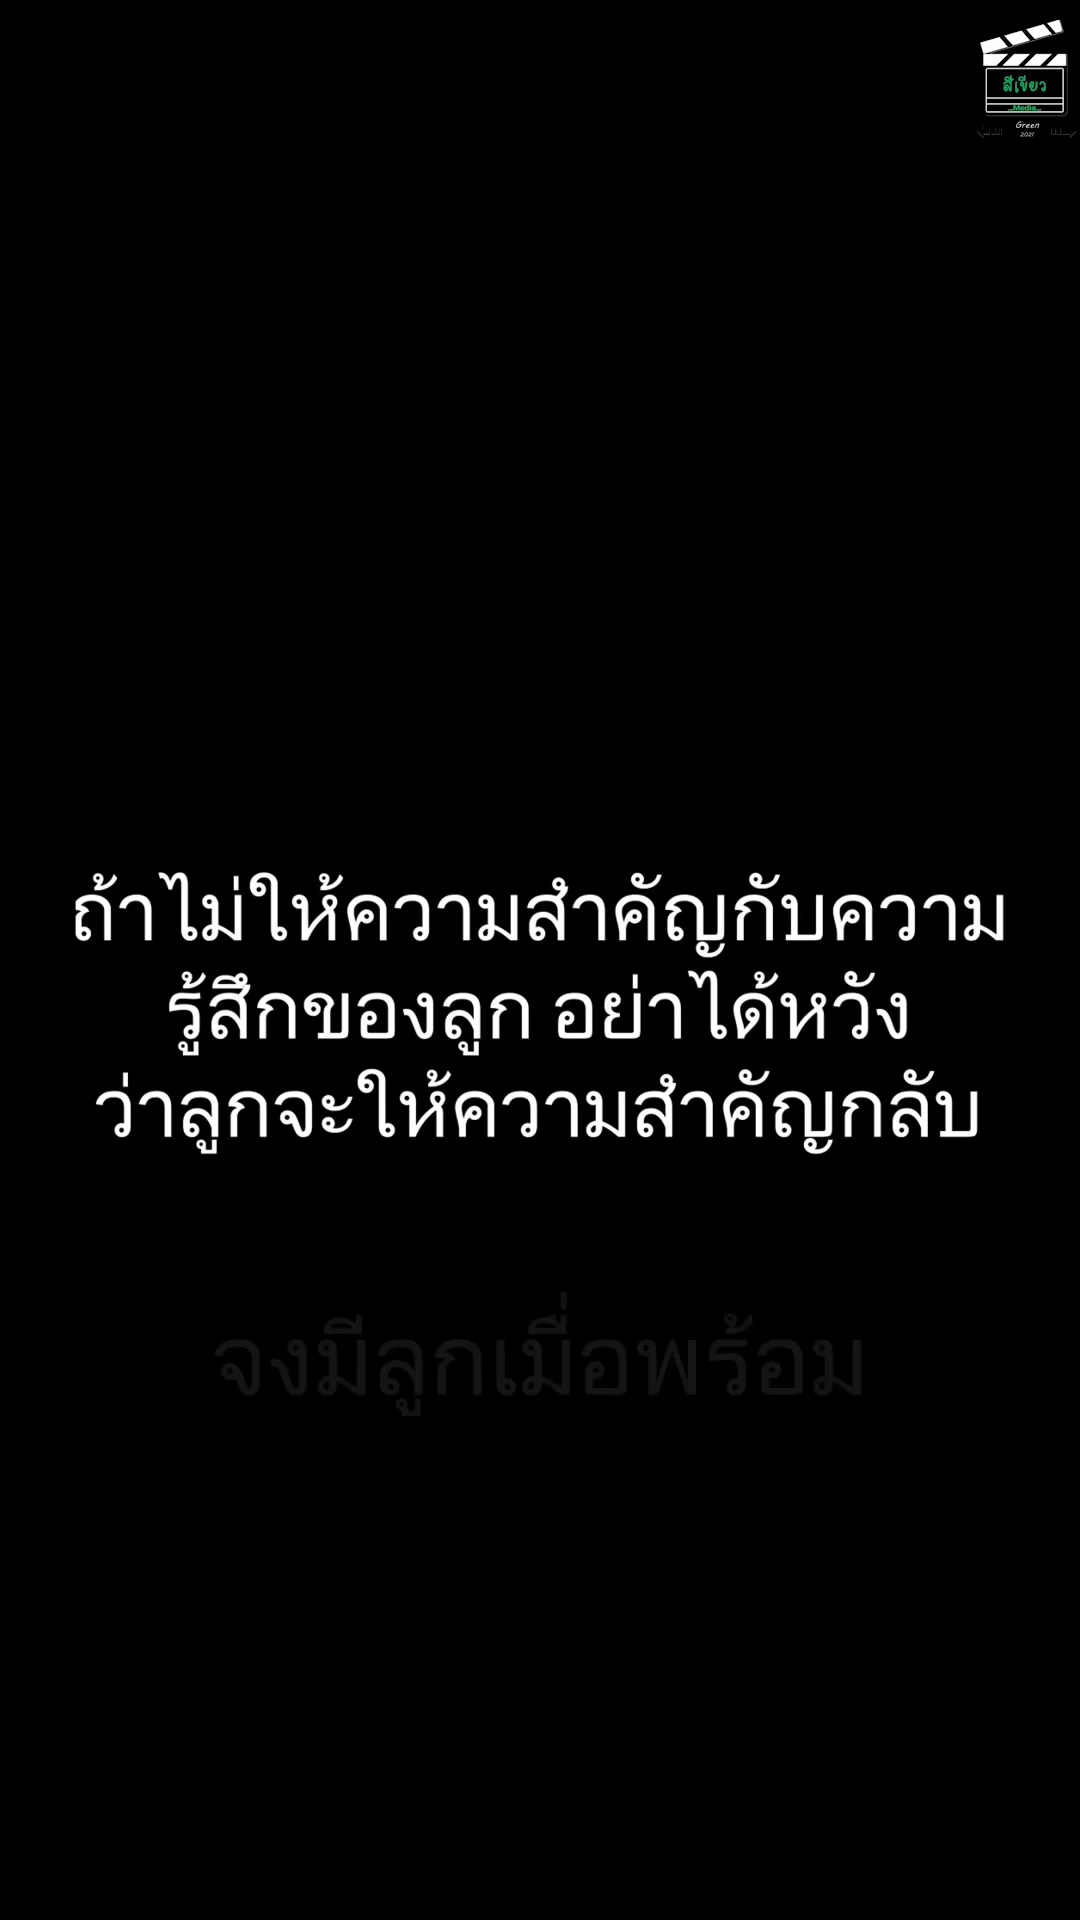 สีเขียว
...Media...
Green
2021
ถ้าไม่ให้ความสำคัญกับความ
รู้สึกของลูก อย่าได้หวัง
ว่าลูกจะให้ความสำคัญกลับ
จงมีลูกเมื่อพร้อม